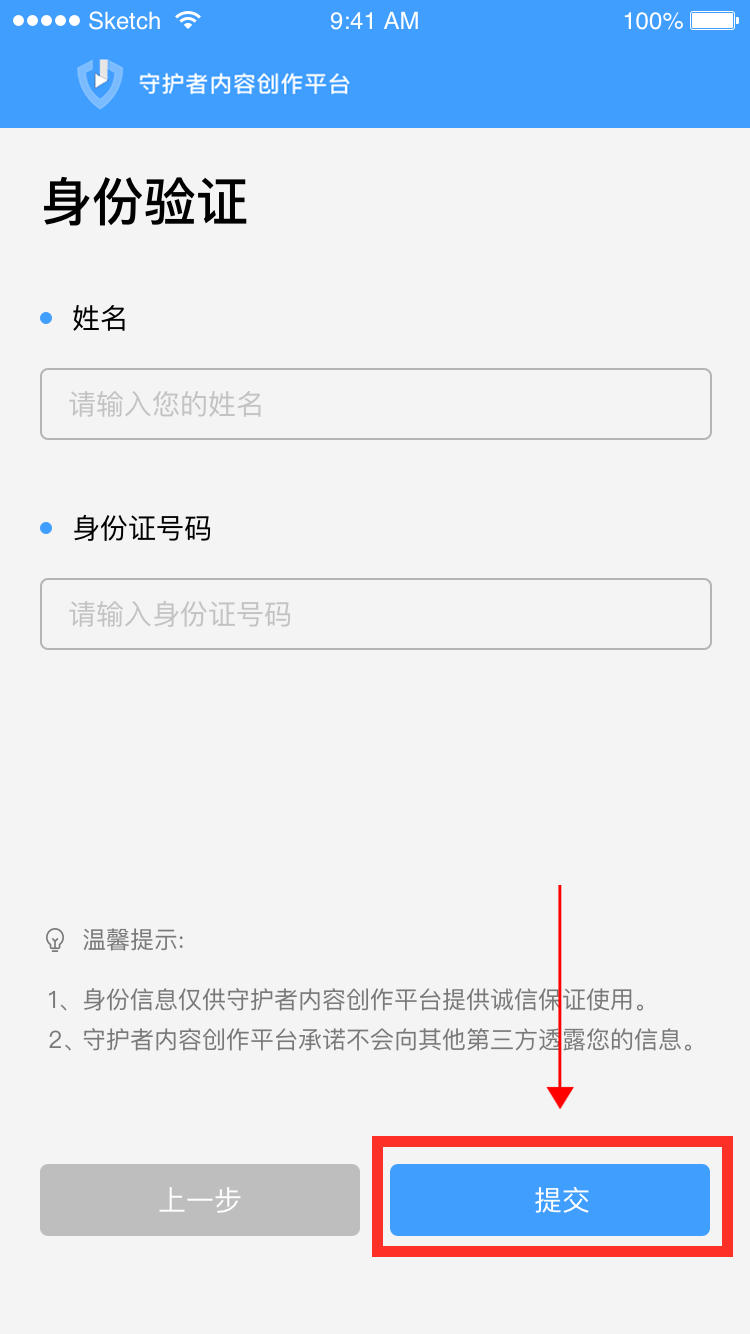 Sketch 9:41 AM 100%
守护者内容创作平台
身份验证
姓名
请输入您的姓名
身份证号码
请输入身份证号码
温馨提示:
1、身份信息仅供守护者内容创作平台提供诚信保证使用。
2、守护者内容创作平台承诺不会向其他第三方透露您的信息。
上一步 提交